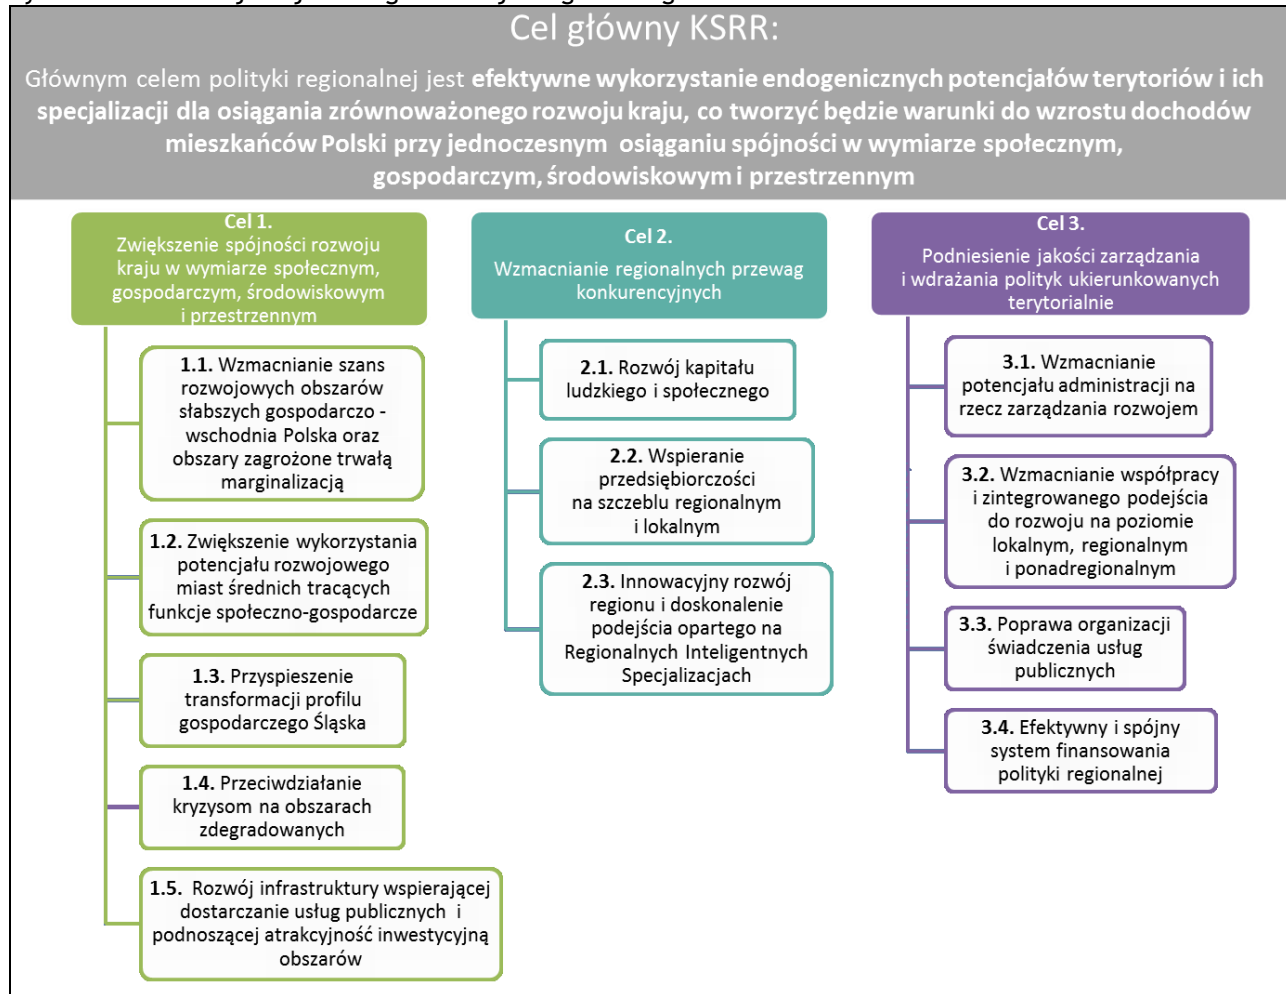 Cel główny KSRR:
Głównym celem polityki regionalnej jest efektywne wykorzystanie endogenicznych potencjałów terytoriów i ich
specjalizacji dla osiągania zrównoważonego rozwoju kraju, co tworzyć będzie warunki do wzrostu dochodów
mieszkańców Polski przy jednoczesnym osiąganiu spójności w wymiarze społecznym,
gospodarczym, środowiskowym i przestrzennym
Cel 1.
Zwiększenie spójności rozwoju
kraju w wymiarze społecznym,
gospodarczym, środowiskowym
i przestrzennym
1.1. Wzmacnianie szans
rozwojowych obszarów
słabszych gospodarczo -
wschodnia Polska oraz
obszary zagrożone trwałą
marginalizacją
1.2. Zwiększenie wykorzystania
potencjału rozwojowego
miast średnich tracących
funkcje społeczno-gospodarcze
1.3. Przyspieszenie
transformacji profilu
gospodarczego Śląska
1.4. Przeciwdziałanie
kryzysom na obszarach
zdegradowanych
1.5. Rozwój infrastruktury wspierającej
dostarczanie usług publicznych i
podnoszącej atrakcyjność inwestycyjną
obszarów
Cel 2.
Wzmacnianie regionalnych przewag
konkurencyjnych
2.1. Rozwój kapitału
ludzkiego i społecznego
2.2. Wspieranie
przedsiębiorczości
na szczeblu regionalnym
i lokalnym
2.3. Innowacyjny rozwój
regionu i doskonalenie
podejścia opartego na
Regionalnych Inteligentnych
Specjalizacjach
Cel 3.
Podniesienie jakości zarządzania
i wdrażania polityk ukierunkowanych
terytorialnie
3.1. Wzmacnianie
potencjału administracji na
rzecz zarządzania rozwojem
3.2. Wzmacnianie współpracy
i zintegrowanego podejścia
do rozwoju na poziomie
lokalnym, regionalnym
i ponadregionalnym
3.3. Poprawa organizacji
świadczenia usług
publicznych
3.4. Efektywny i spójny
system finansowania
polityki regionalnej